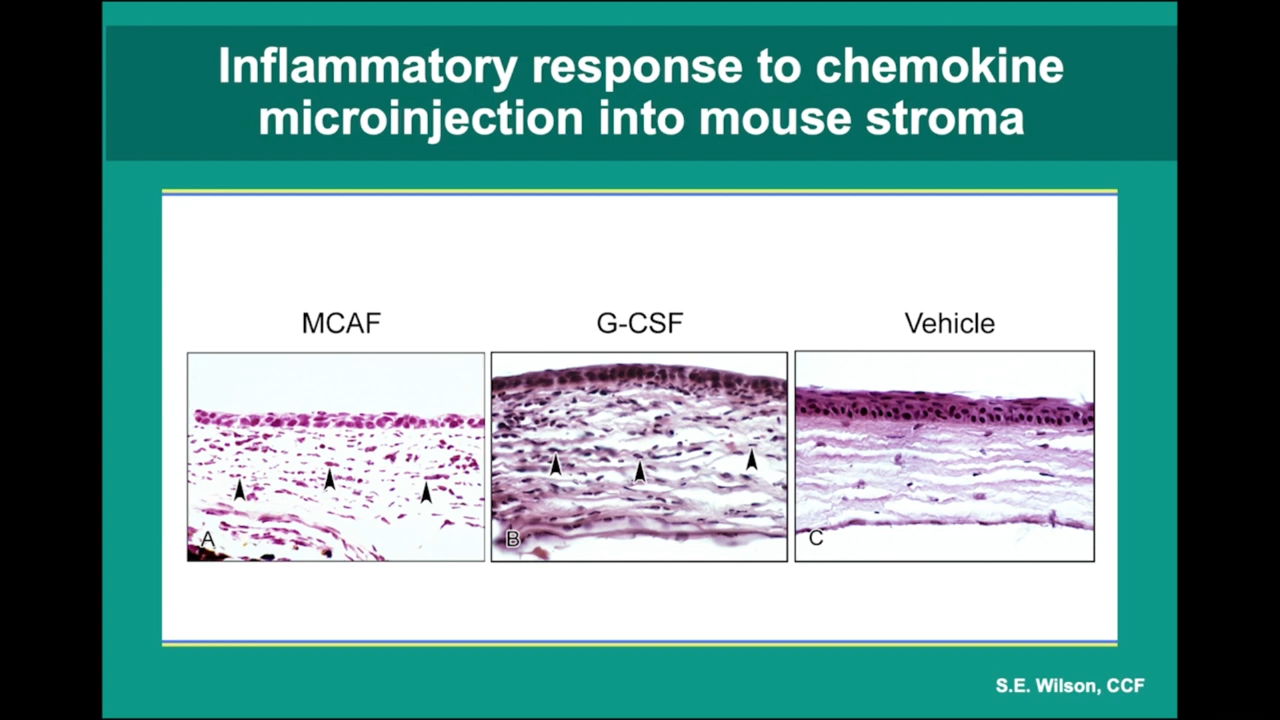 Inflammatory response to chemokine
microinjection into mouse stroma
MCAF
G-CSF
Vehicle
A
B
C
S.E. Wilson, CCF